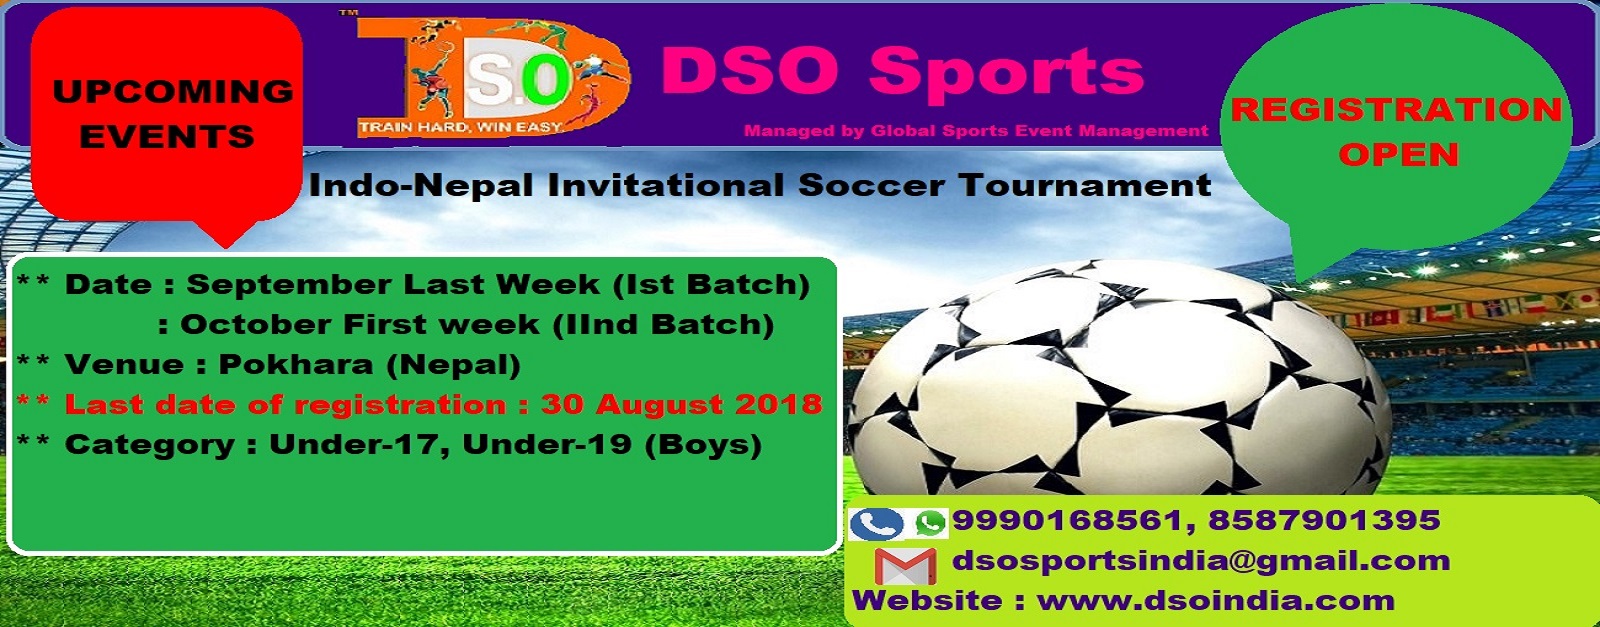 UPCOMING
EVENTS
™
S.O
TRAIN HARD, WIN EASY.
DSO Sports
Managed by Global Sports Event Management
REGISTRATION
OPEN
Indo-Nepal Invitational Soccer Tournament
** Date : September Last Week (Ist Batch)
: October First week (IInd Batch)
** Venue : Pokhara (Nepal)
** Last date of registration : 30 August 2018
** Category : Under-17, Under-19 (Boys)
9990168561, 8587901395
dsosportsindia@gmail.com
Website : www.dsoindia.com